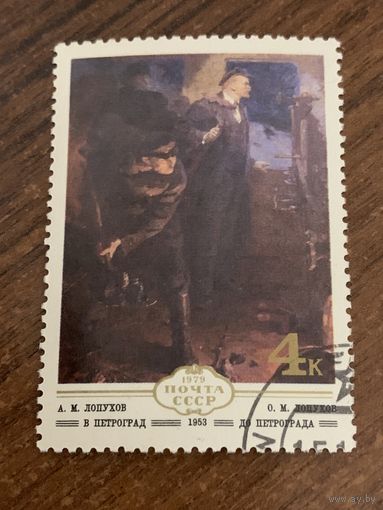 4к
1979
ПОЧТА
СССР
А. М. ЛОПУХОВ О. М. ЛОПУХОВ
В ПЕТРОГРАД 1953 ДО ПЕТРОГРАДА
www.ay.by